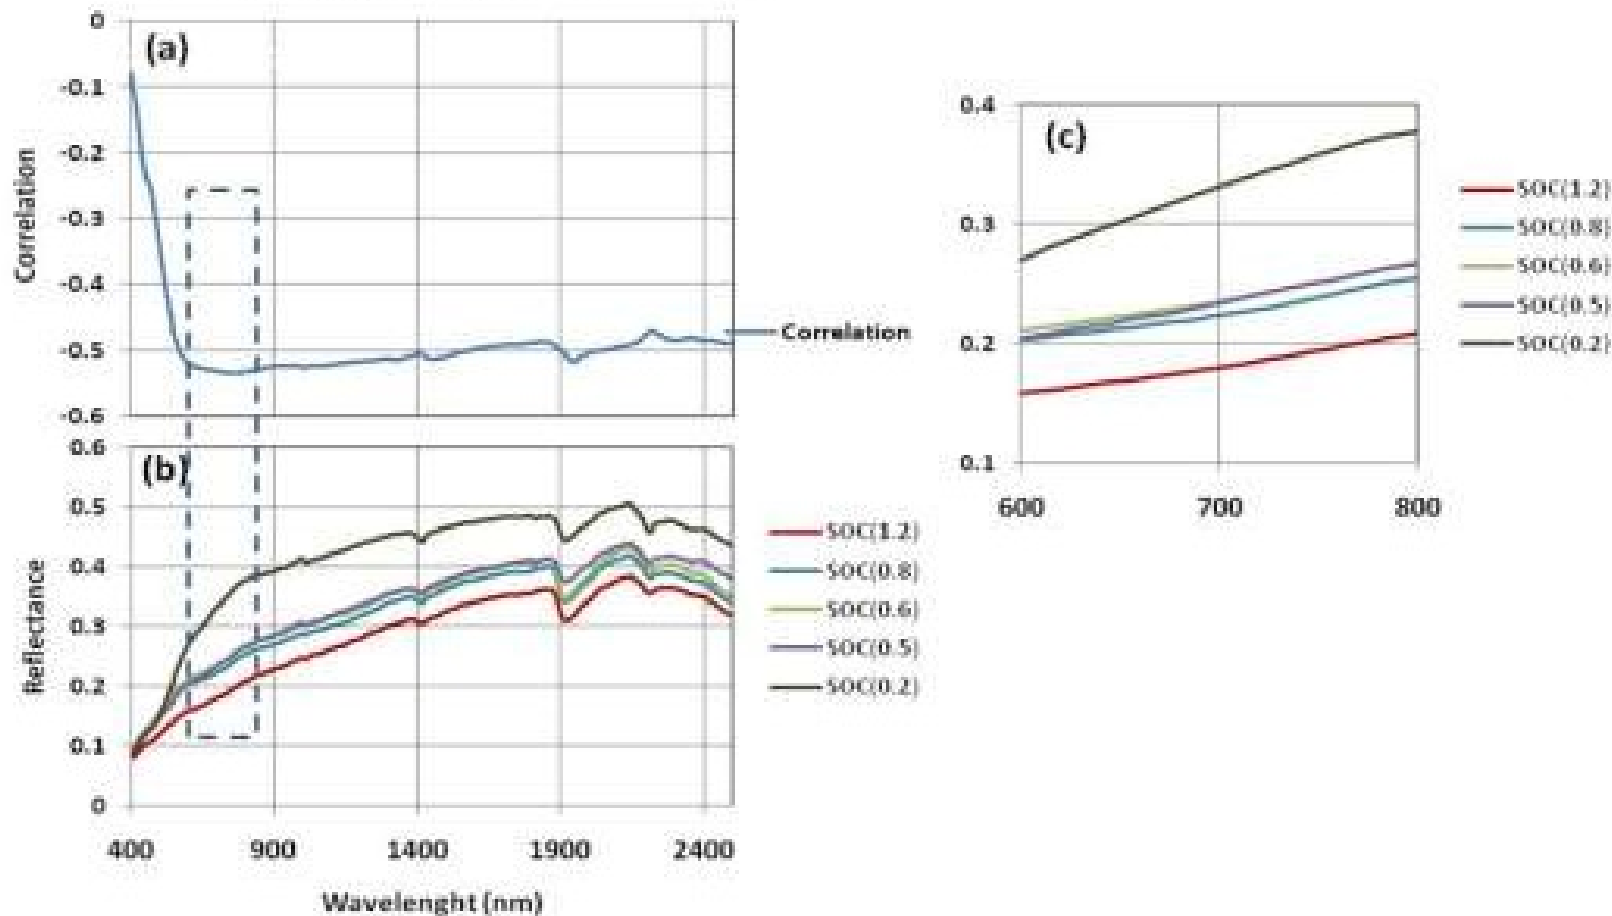 0
(a)
-0.1
-0.2
-0.3
-0.4
-0.5
-0.6
Correlation
Correlation
0.6
(b)
0.5
0.4
0.3
0.2
0.1
0
Reflectance
400 900 1400 1900 2400
Wavelenght (nm)
SOC(1.2)
SOC(0.8)
SOC(0.6)
SOC(0.5)
SOC(0.2)
0.4
(c)
0.3
0.2
0.1
600 700 800
SOC(1.2)
SOC(0.8)
SOC(0.6)
SOC(0.5)
SOC(0.2)